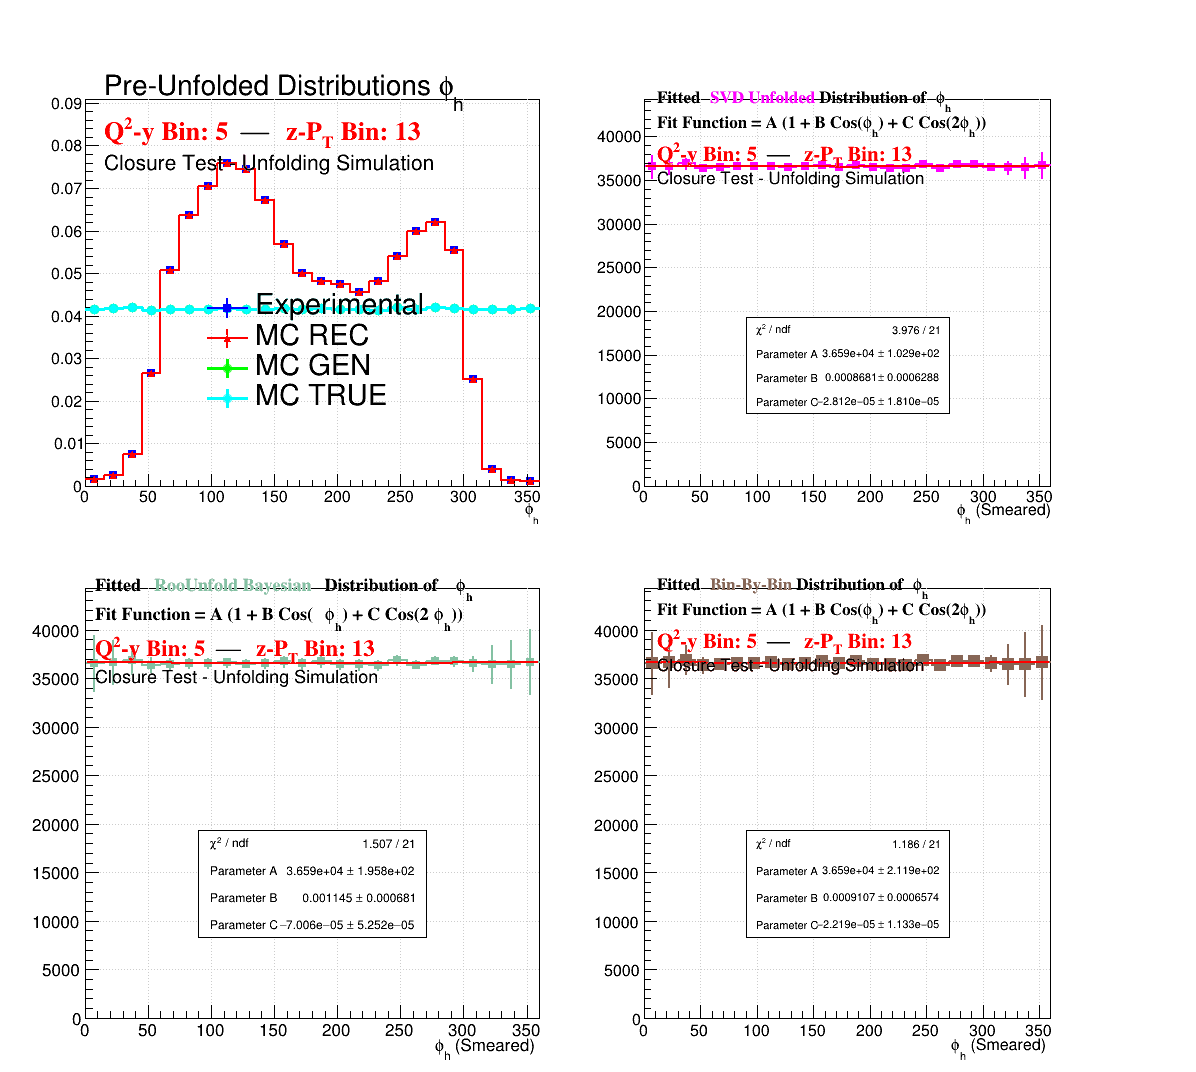 Pre-Unfolded Distributions ϕh
Q²-y Bin: 5 — z-PT Bin: 13
Closure Test - Unfolding Simulation
0.09
0.08
0.07
0.06
0.05
0.04
0.03
0.02
0.01
0
Experimental
MC REC
MC GEN
MC TRUE
0 50 100 150 200 250 300 350
ϕh
Fitted SVD Unfolded Distribution of ϕh
Fit Function = A (1 + B Cos(ϕh) + C Cos(2ϕh))
Q²-y Bin: 5 — z-PT Bin: 13
Closure Test - Unfolding Simulation
40000
35000
30000
25000
20000
15000
10000
5000
0
χ² / ndf 3.976 / 21
Parameter A 3.659e+04 ± 1.029e+02
Parameter B 0.0008681 ± 0.0006288
Parameter C −2.812e−05 ± 1.810e−05
0 50 100 150 200 250 300 350
ϕh (Smeared)
Fitted RooUnfold Bayesian Distribution of ϕh
Fit Function = A (1 + B Cos( ϕh) + C Cos(2 ϕh))
Q²-y Bin: 5 — z-PT Bin: 13
Closure Test - Unfolding Simulation
40000
35000
30000
25000
20000
15000
10000
5000
0
χ² / ndf 1.507 / 21
Parameter A 3.659e+04 ± 1.958e+02
Parameter B 0.001145 ± 0.000681
Parameter C −7.006e−05 ± 5.252e−05
0 50 100 150 200 250 300 350
ϕh (Smeared)
Fitted Bin-By-Bin Distribution of ϕh
Fit Function = A (1 + B Cos(ϕh) + C Cos(2ϕh))
Q²-y Bin: 5 — z-PT Bin: 13
Closure Test - Unfolding Simulation
40000
35000
30000
25000
20000
15000
10000
5000
0
χ² / ndf 1.186 / 21
Parameter A 3.659e+04 ± 2.119e+02
Parameter B 0.0009107 ± 0.0006574
Parameter C −2.219e−05 ± 1.133e−05
0 50 100 150 200 250 300 350
ϕh (Smeared)